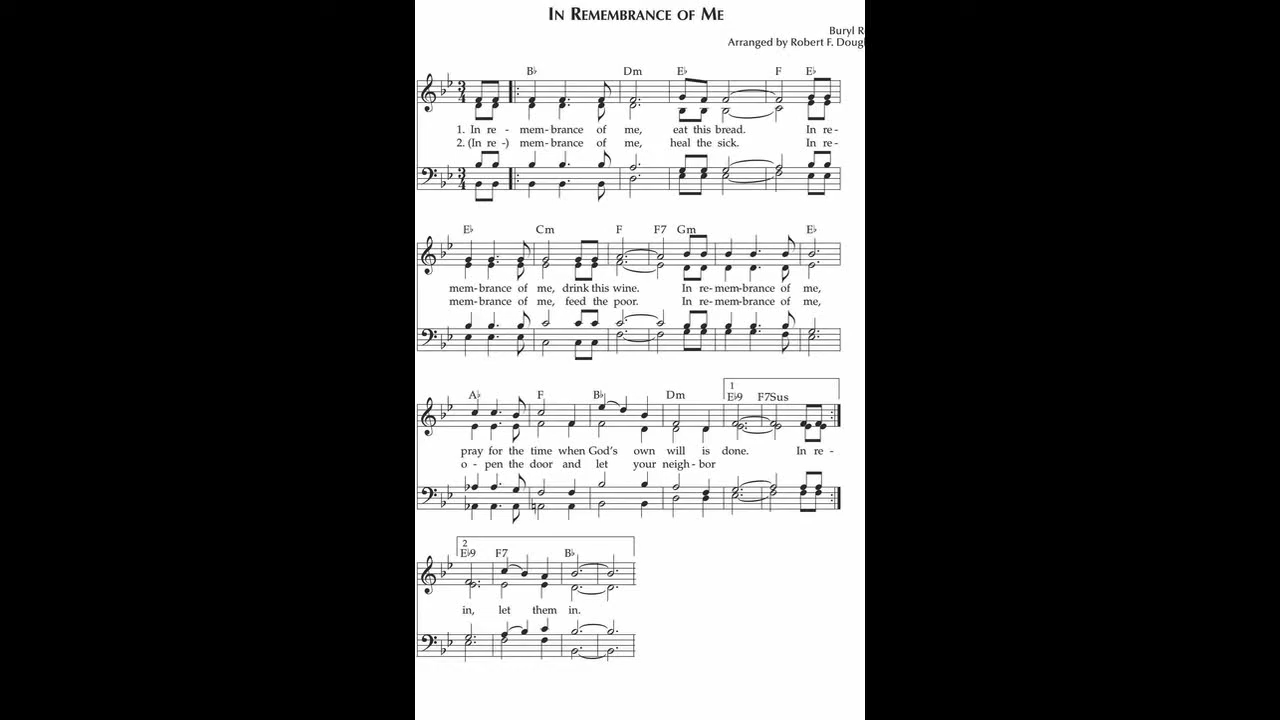 In Remembrance of Me
Buryl R
Arranged by Robert F. Doug
B♭ Dm E♭ F E♭
1. In re - mem-brance of me, eat this bread. In re-
2. (In re-) mem-brance of me, heal the sick. In re-
E♭ Cm F F7 Gm E♭
mem-brance of me, drink this wine. In re-mem-brance of me,
mem-brance of me, feed the poor. In re-mem-brance of me,
1
A♭ F B♭ Dm E♭9 F7Sus
pray for the time when God's own will is done. In re -
o - pen the door and let your neigh-bor
2
E♭9 F7 B♭
in, let them in.